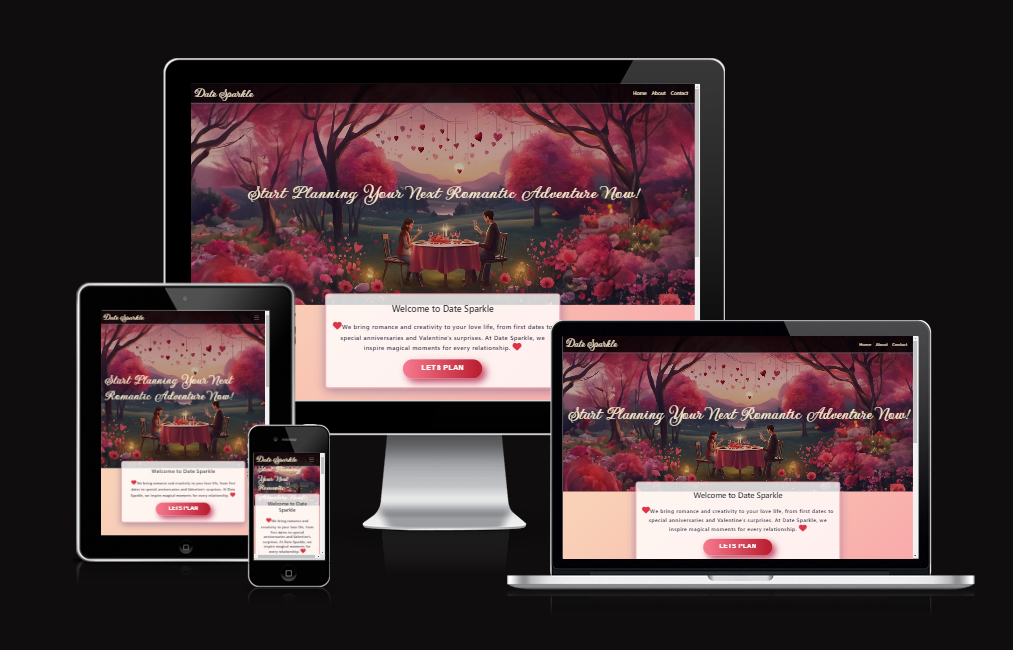 Date Sparkle
Home About Contact
Start Planning Your Next Romantic Adventure Now!
Welcome to Date Sparkle
We bring romance and creativity to your love life, from first dates to
special anniversaries and Valentine's surprises. At Date Sparkle, we
inspire magical moments for every relationship.
LETS PLAN
Date Sparkle
Start Planning Your Next
Romantic Adventure Now!
Welcome to Date Sparkle
We bring romance and creativity to your love life, from first
dates to special anniversaries and Valentine's surprises. At Date
Sparkle, we inspire magical moments for every relationship.
LETS PLAN
Date Sparkle
Start Planning
Your Next
Romantic
Adventure Now!
Welcome to Date
Sparkle
We bring romance and
creativity to your love life,
from first dates to
special anniversaries
and Valentine's surprises.
At Date Sparkle, we
inspire magical
moments for every
relationship.
Date Sparkle
Home About Contact
Start Planning Your Next Romantic Adventure Now!
Welcome to Date Sparkle
We bring romance and creativity to your love life, from first dates to
special anniversaries and Valentine's surprises. At Date Sparkle, we
inspire magical moments for every relationship.
LETS PLAN